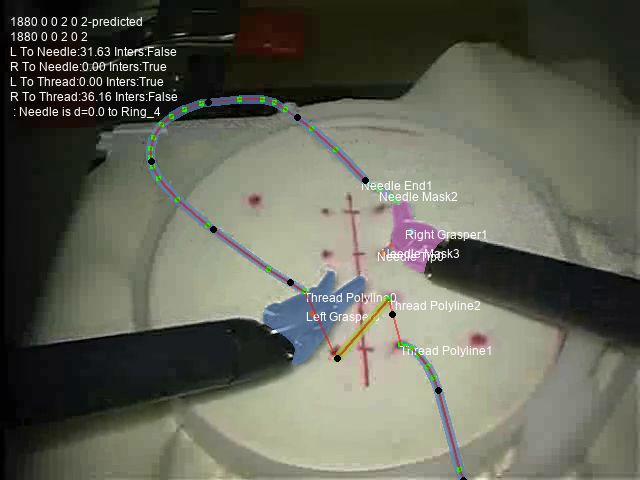 1880 0 0 2 0 2-predicted
1880 0 0 2 0 2
L To Needle:31.63 Inters:False
R To Needle:0.00 Inters:True
L To Thread:0.00 Inters:True
R To Thread:36.16 Inters:False
: Needle is d=0.0 to Ring_4
Needle End1
Needle Mask2
Right Grasper1
Needle Mask3
Needle Tip0
Thread Polyline0
Thread Polyline2
Left Graspe
Thread Polyline1